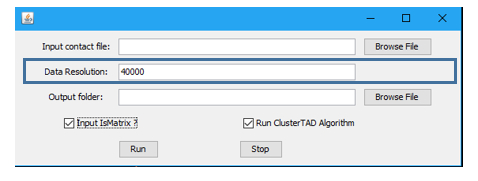 Input contact file: Browse File
Data Resolution: 40000
Output folder: Browse File
Input IsMatrix ? Run ClusterTAD Algorithm
Run Stop